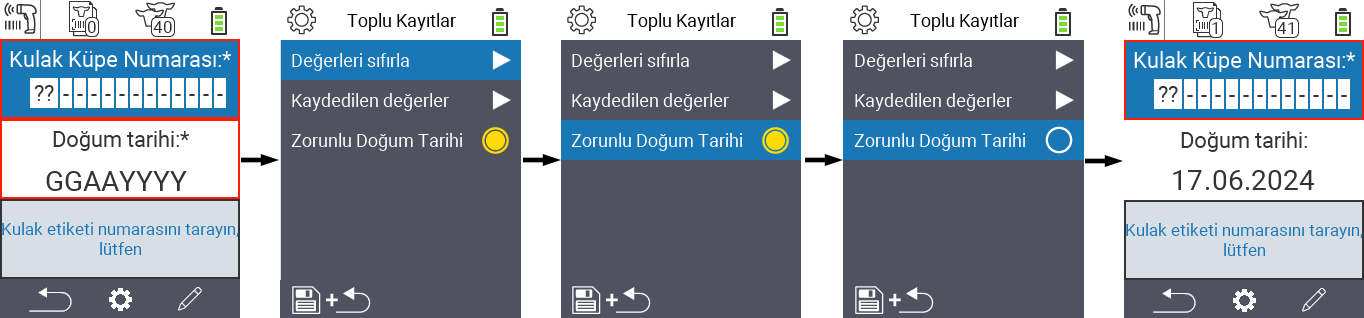 0
40
Kulak Küpe Numarası:*
??------------
Doğum tarihi:*
GGAAYYYY
Kulak etiketi numarasını tarayın,
lütfen
Toplu Kayıtlar
Değerleri sıfırla
Kaydedilen değerler
Zorunlu Doğum Tarihi
+
Toplu Kayıtlar
Değerleri sıfırla
Kaydedilen değerler
Zorunlu Doğum Tarihi
+
Toplu Kayıtlar
Değerleri sıfırla
Kaydedilen değerler
Zorunlu Doğum Tarihi
+
1
41
Kulak Küpe Numarası:*
??------------
Doğum tarihi:
17.06.2024
Kulak etiketi numarasını tarayın,
lütfen